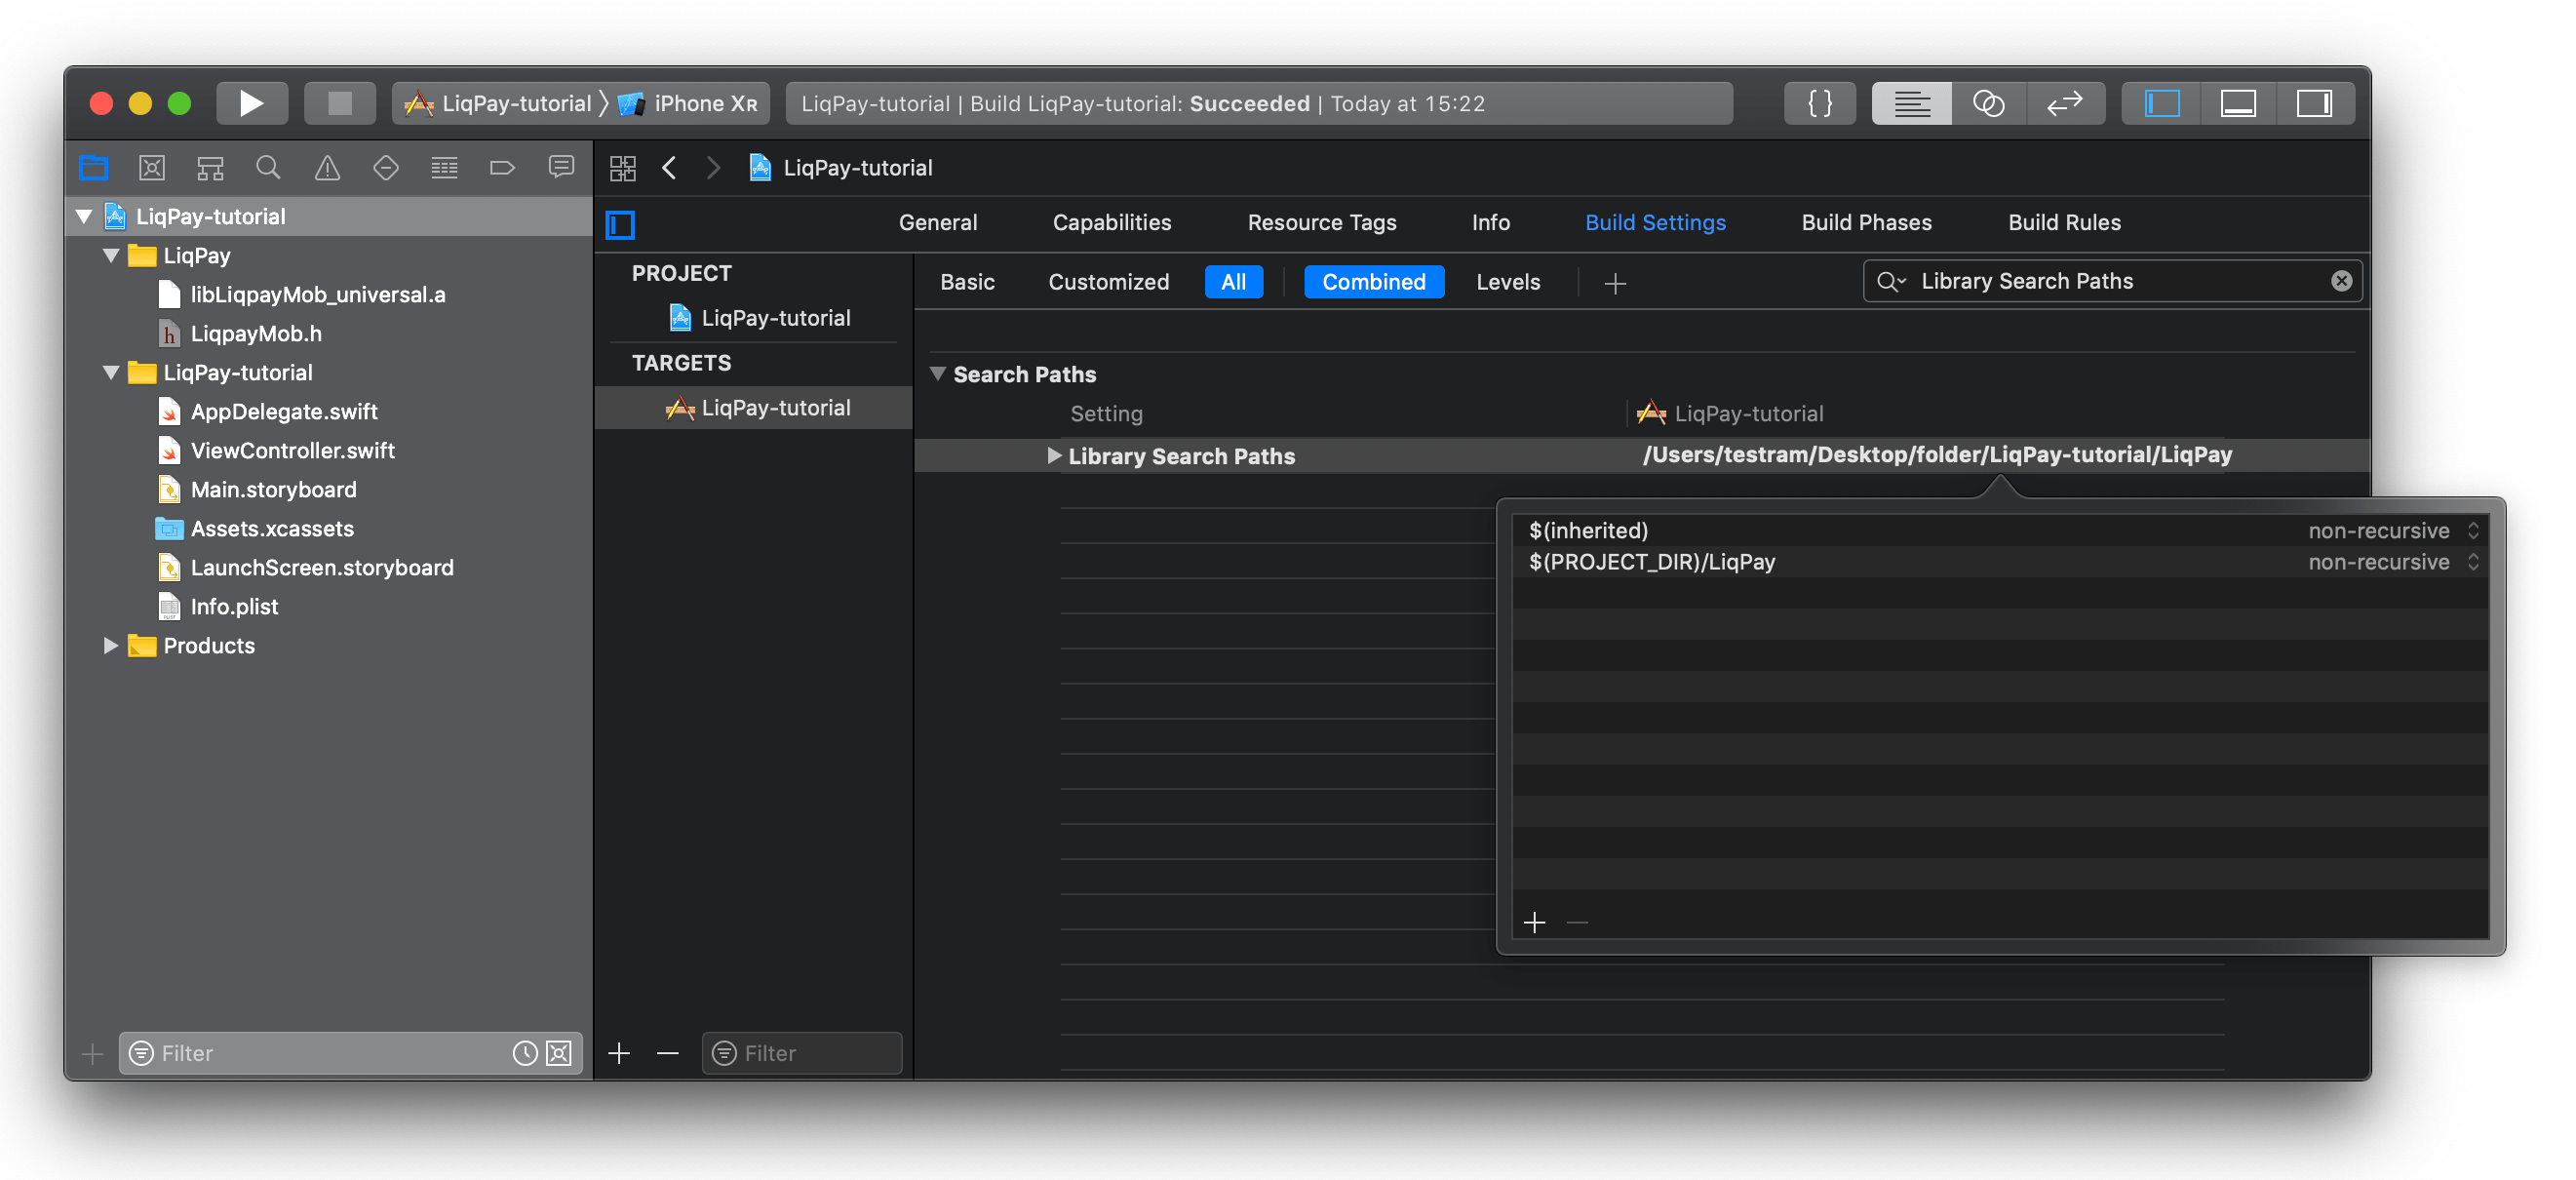 LiqPay-tutorial 〉 iPhone Xʀ
LiqPay-tutorial | Build LiqPay-tutorial: Succeeded | Today at 15:22
{ }
LiqPay-tutorial
LiqPay
libLiqpayMob_universal.a
h LiqpayMob.h
LiqPay-tutorial
AppDelegate.swift
ViewController.swift
Main.storyboard
Assets.xcassets
LaunchScreen.storyboard
Info.plist
Products
Filter
LiqPay-tutorial
General Capabilities Resource Tags Info Build Settings Build Phases Build Rules
PROJECT
LiqPay-tutorial
TARGETS
LiqPay-tutorial
Filter
Basic Customized All Combined Levels + Library Search Paths
Search Paths
Setting LiqPay-tutorial
Library Search Paths /Users/testram/Desktop/folder/LiqPay-tutorial/LiqPay
$(inherited) non-recursive
$(PROJECT_DIR)/LiqPay non-recursive